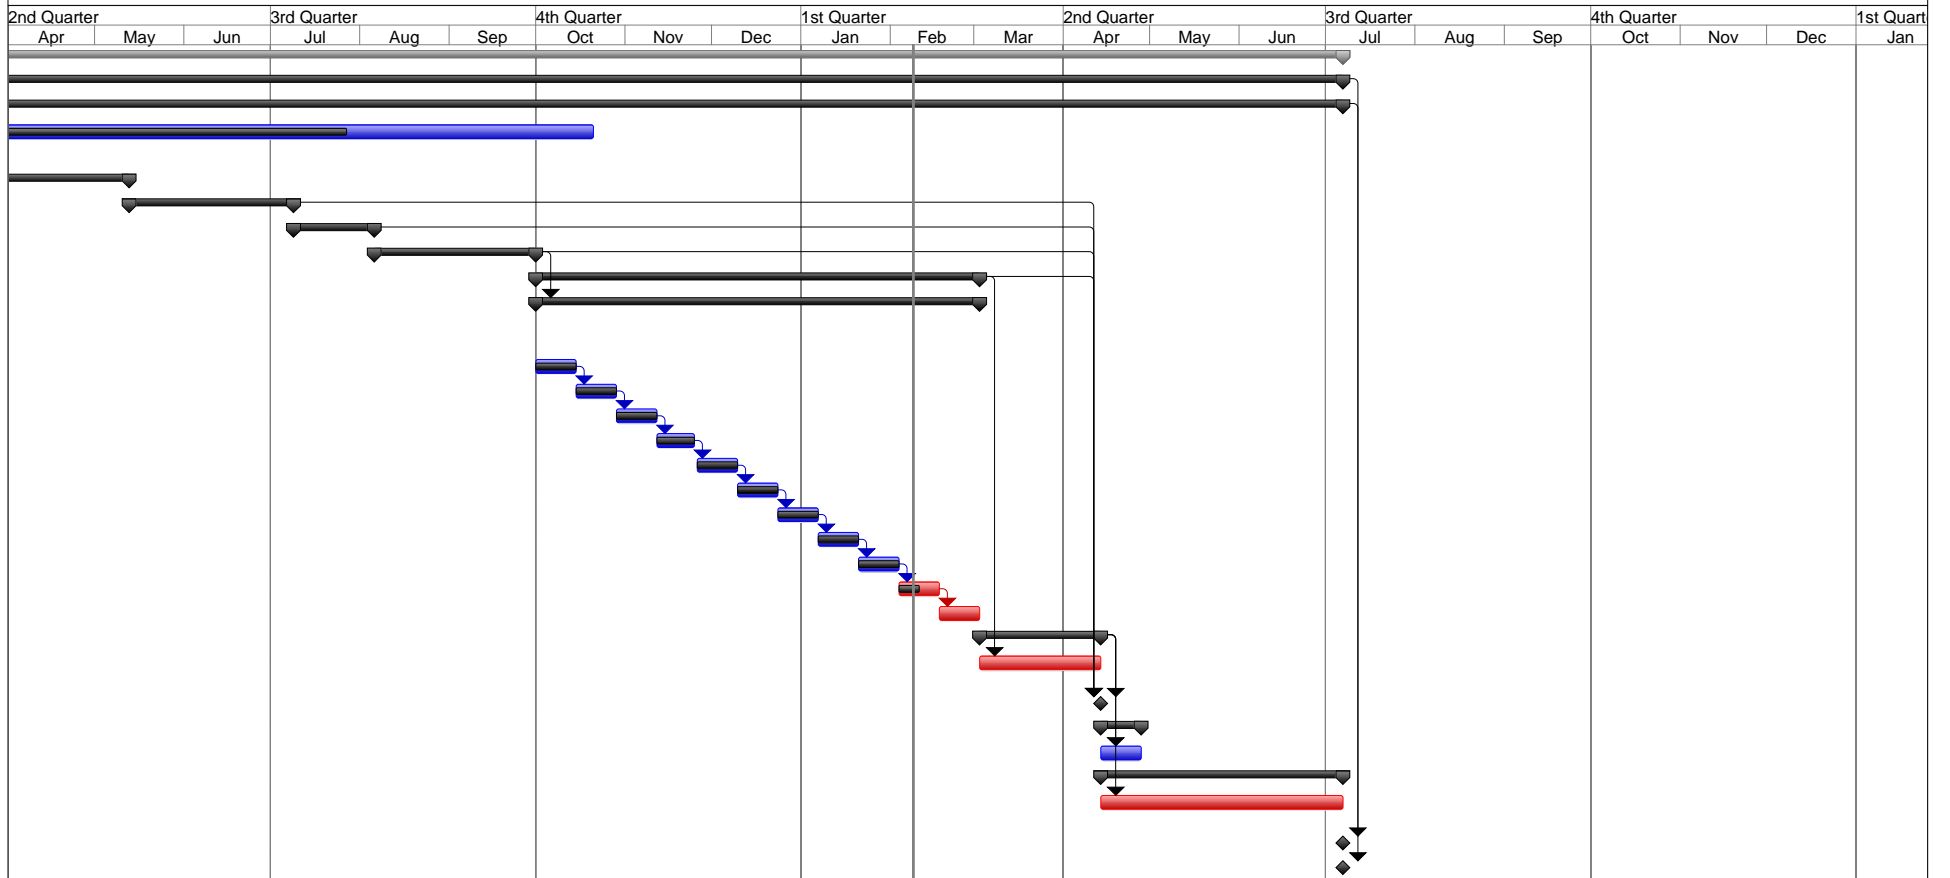 2nd Quarter 3rd Quarter 4th Quarter 1st Quarter 2nd Quarter 3rd Quarter 4th Quarter 1st Quart
Apr May Jun Jul Aug Sep Oct Nov Dec Jan Feb Mar Apr May Jun Jul Aug Sep Oct Nov Dec Jan